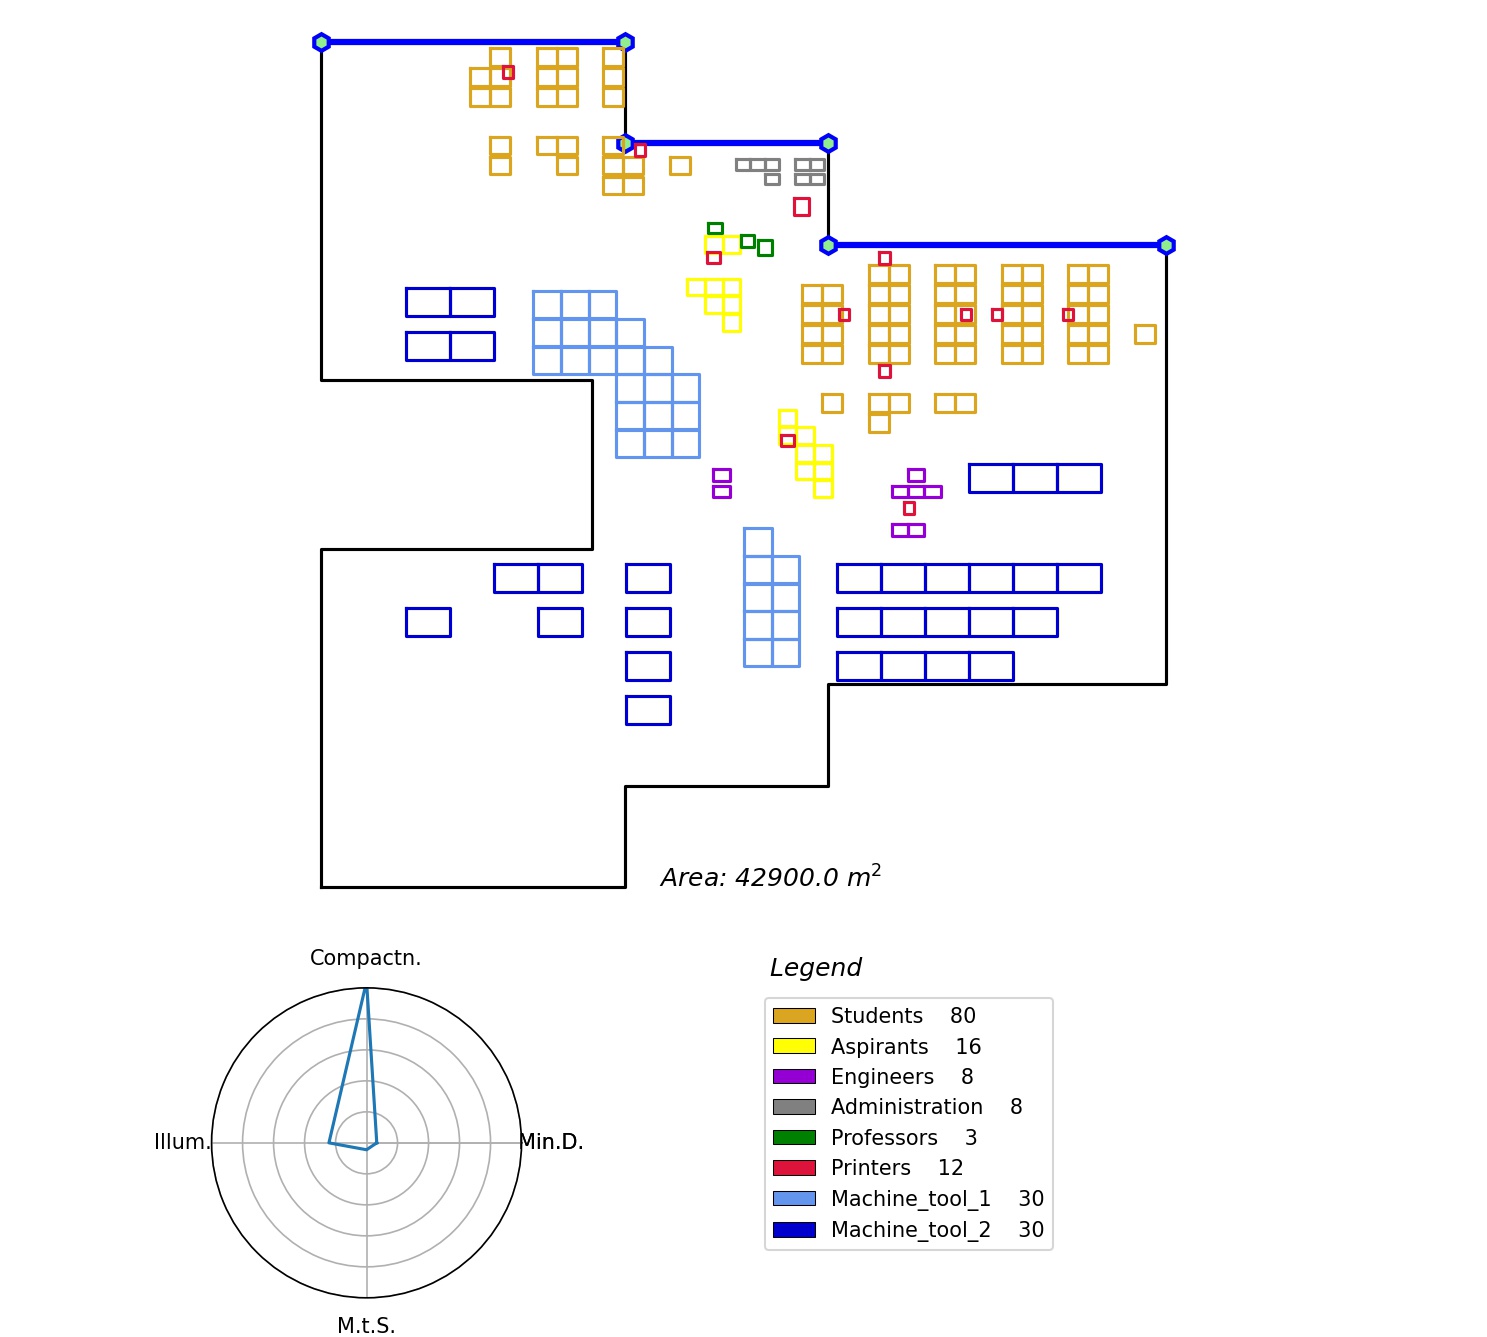 Area: 42900.0 m²
Compactn.
Illum.
Min.D.
M.t.S.
Legend
Students 80
Aspirants 16
Engineers 8
Administration 8
Professors 3
Printers 12
Machine_tool_1 30
Machine_tool_2 30